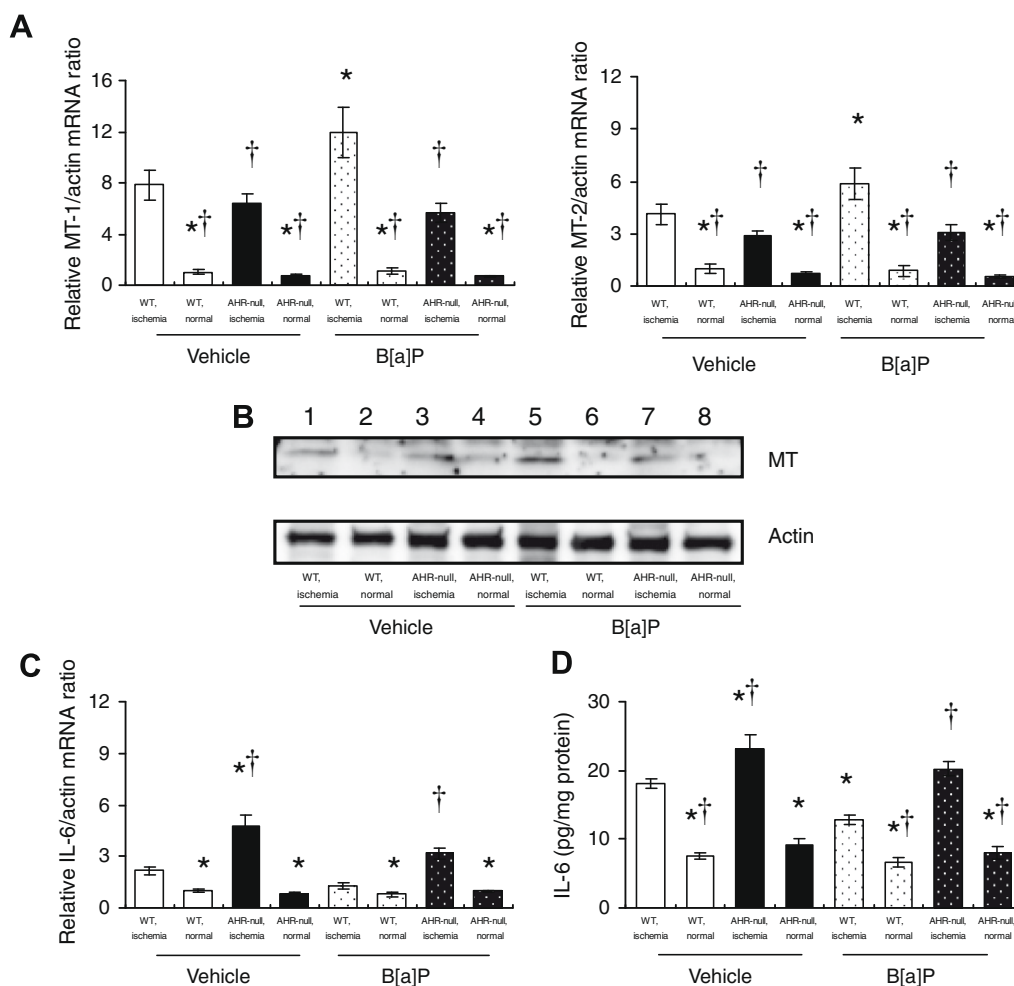 A
Relative MT-1/actin mRNA ratio
16
12
8
4
0
*†
†
*†
*
*†
†
*†
WT, ischemia
WT, normal
AHR-null, ischemia
AHR-null, normal
WT, ischemia
WT, normal
AHR-null, ischemia
AHR-null, normal
Vehicle
B[a]P
Relative MT-2/actin mRNA ratio
12
9
6
3
0
*†
†
*†
*
*†
†
*†
WT, ischemia
WT, normal
AHR-null, ischemia
AHR-null, normal
WT, ischemia
WT, normal
AHR-null, ischemia
AHR-null, normal
Vehicle
B[a]P
B
1 2 3 4 5 6 7 8
MT
Actin
WT, ischemia
WT, normal
AHR-null, ischemia
AHR-null, normal
WT, ischemia
WT, normal
AHR-null, ischemia
AHR-null, normal
Vehicle
B[a]P
C
Relative IL-6/actin mRNA ratio
12
9
6
3
0
*
*†
*
*
†
*
WT, ischemia
WT, normal
AHR-null, ischemia
AHR-null, normal
WT, ischemia
WT, normal
AHR-null, ischemia
AHR-null, normal
Vehicle
B[a]P
D
IL-6 (pg/mg protein)
30
20
10
0
*†
*†
*
*
*†
†
*†
WT, ischemia
WT, normal
AHR-null, ischemia
AHR-null, normal
WT, ischemia
WT, normal
AHR-null, ischemia
AHR-null, normal
Vehicle
B[a]P